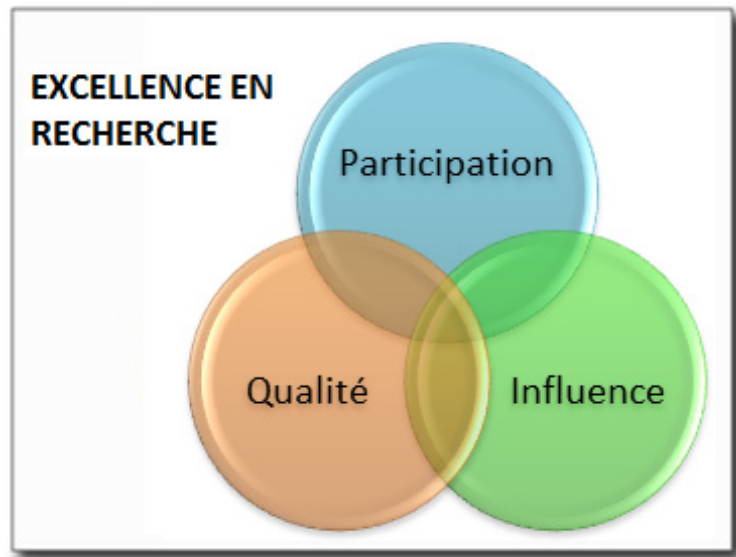 EXCELLENCE EN
RECHERCHE
Participation
Qualité
Influence